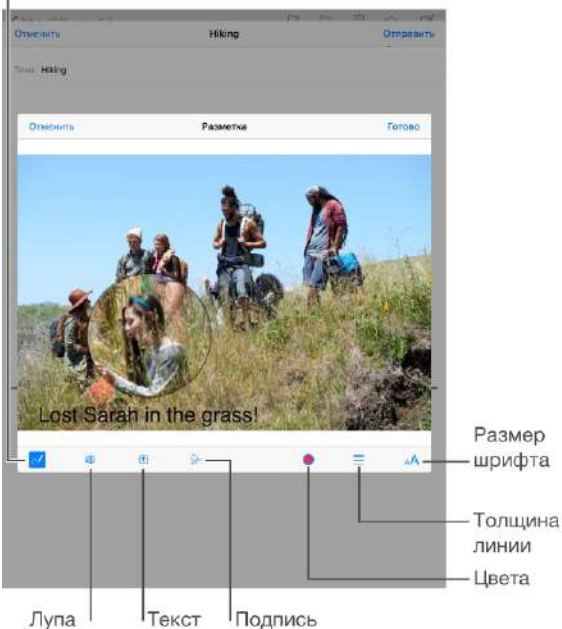 Отменить Hiking Отправить
Тема: Hiking
Отменить Разметка Готово
Lost Sarah in the grass!
Размер
шрифта
Толщина
линии
Цвета
Лупа Текст Подпись